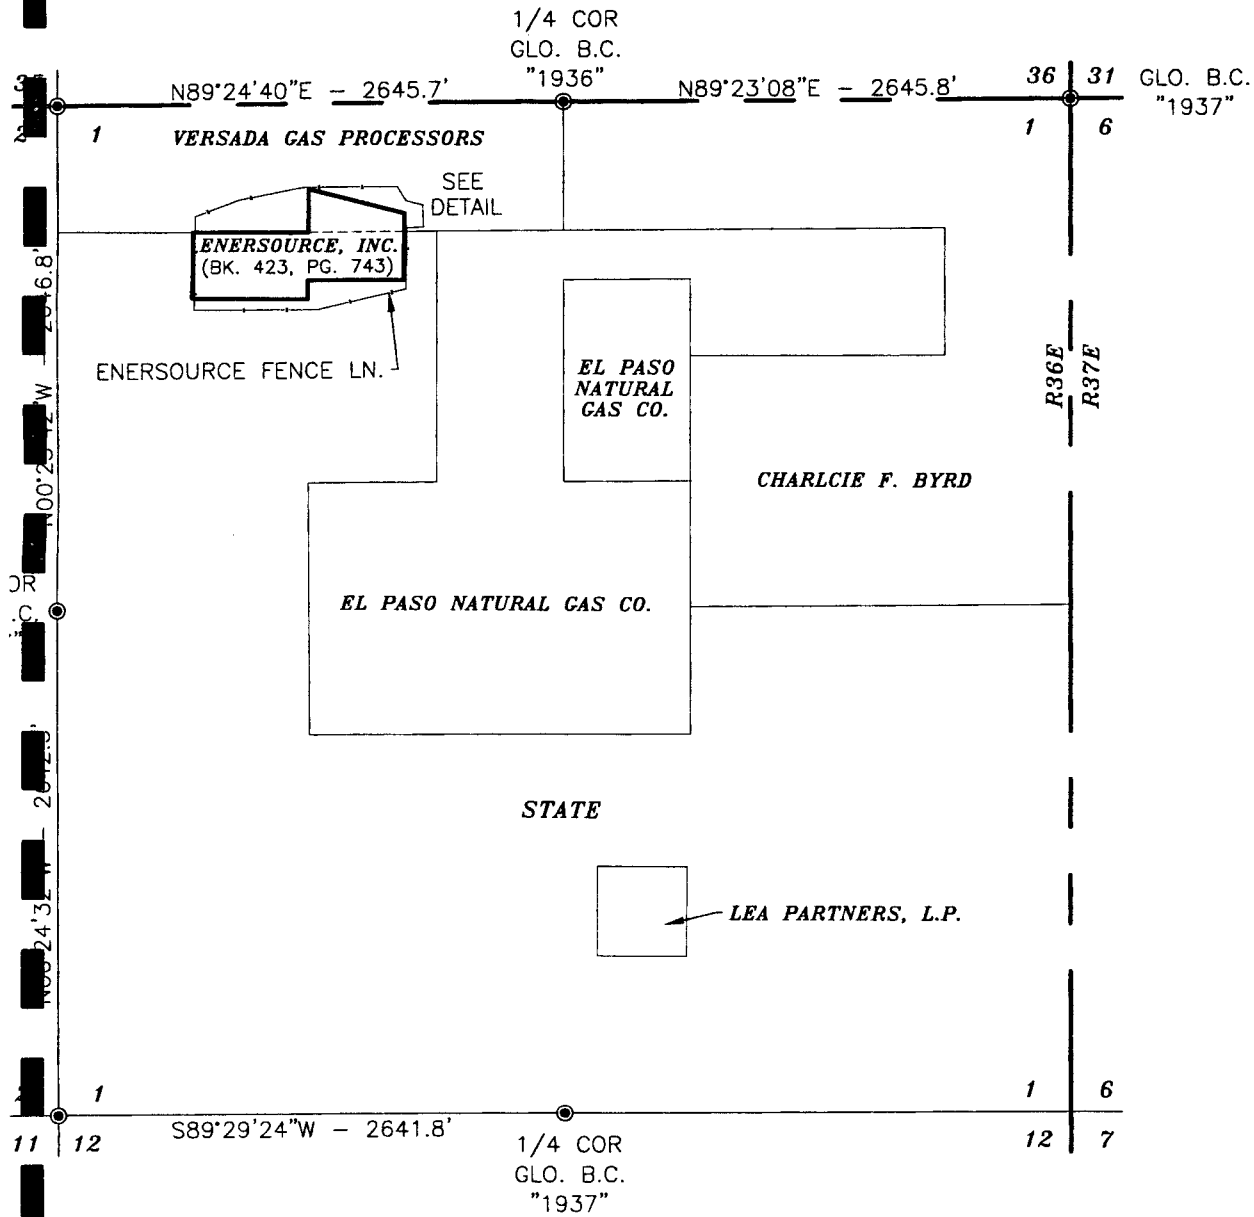 1/4 COR
GLO. B.C.
"1936"
N89°24'40"E - 2645.7'
N89°23'08"E - 2645.8'
36 31
GLO. B.C.
"1937"
1
1 6
VERSADA GAS PROCESSORS
SEE
DETAIL
ENERSOURCE, INC.
(BK. 423, PG. 743)
ENERSOURCE FENCE LN.
EL PASO
NATURAL
GAS CO.
R36E
R37E
CHARLCIE F. BYRD
EL PASO NATURAL GAS CO.
STATE
LEA PARTNERS, L.P.
1
1 6
S89°29'24"W - 2641.8'
11 12
12 7
1/4 COR
GLO. B.C.
"1937"